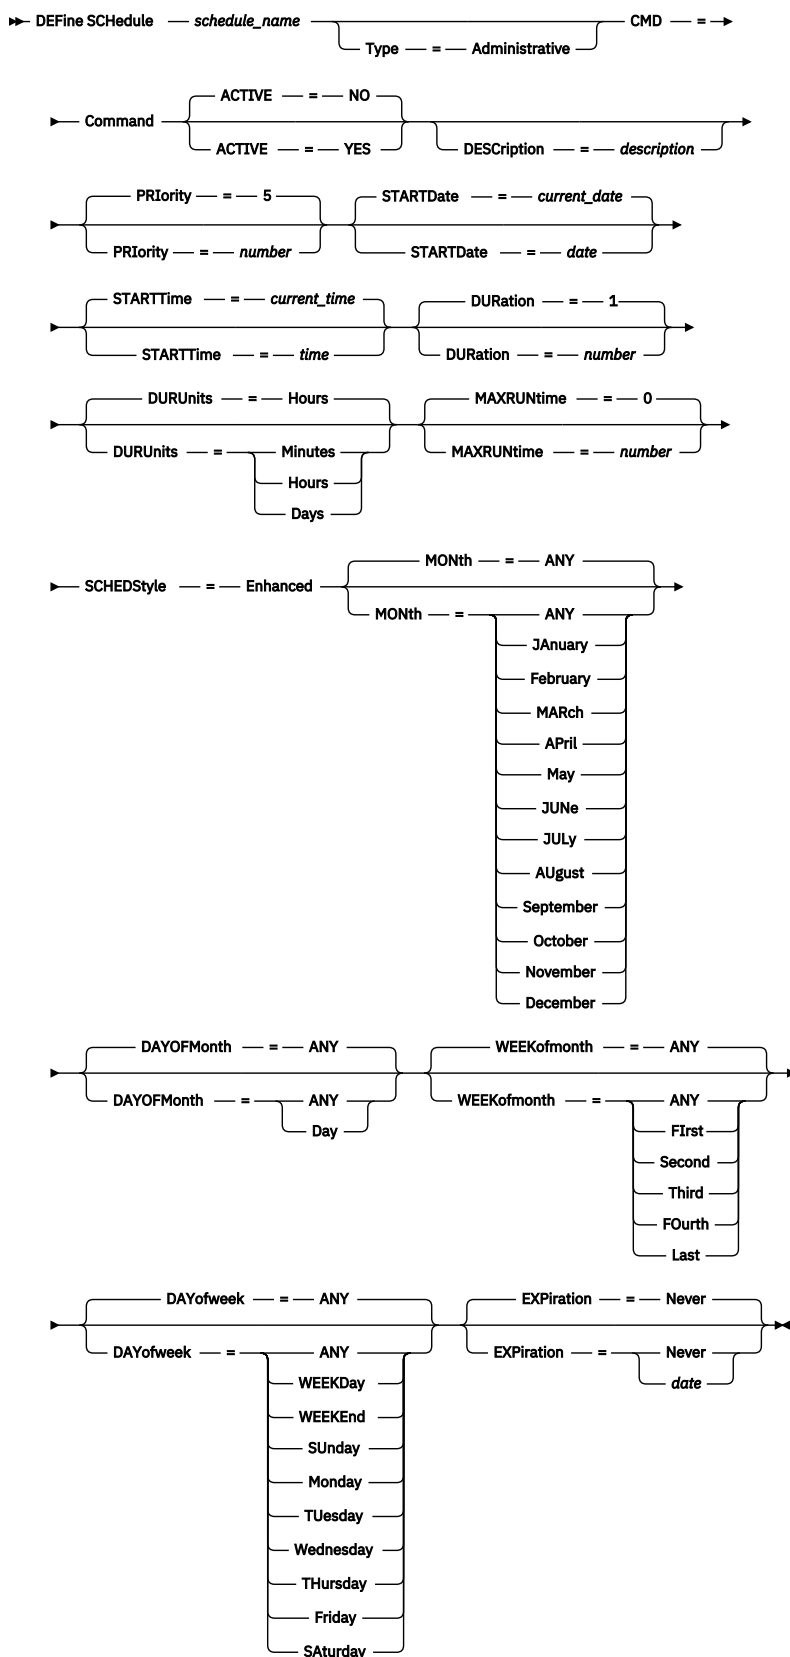 DEFine SCHedule schedule_name Type = Administrative CMD =
Command ACTIVE = NO ACTIVE = YES DESCription = description
PRIority = 5 PRIority = number STARTDate = current_date STARTDate = date
STARTTime = current_time STARTTime = time DURation = 1 DURation = number
DURUnits = Hours DURUnits = Minutes Hours Days MAXRUNtime = 0 MAXRUNtime = number
SCHEDStyle = Enhanced MONth = ANY
MONth = ANY
JAnuary
February
MARch
APril
May
JUNe
JULy
AUgust
September
October
November
December
DAYOFMonth = ANY WEEKofmonth = ANY
DAYOFMonth = ANY WEEKofmonth = ANY
Day FIrst
Second
Third
FOurth
Last
DAYofweek = ANY EXPiration = Never
DAYofweek = ANY EXPiration = Never
WEEKDay date
WEEKEnd
SUnday
Monday
TUesday
Wednesday
THursday
Friday
SAturday